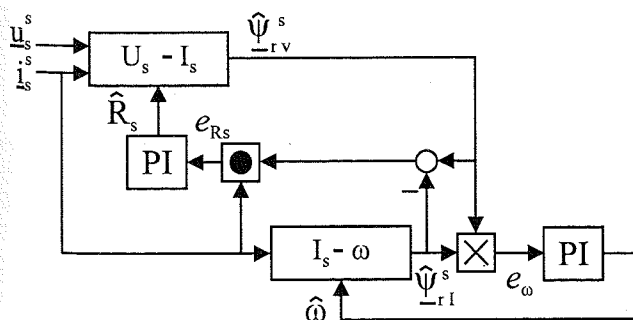 u_s^s
ψ̂_rv^s
U_s - I_s
i_s^s
R̂_s
e_Rs
PI
−
I_s - ω
ψ̂_rI^s
×
e_ω
PI
ω̂